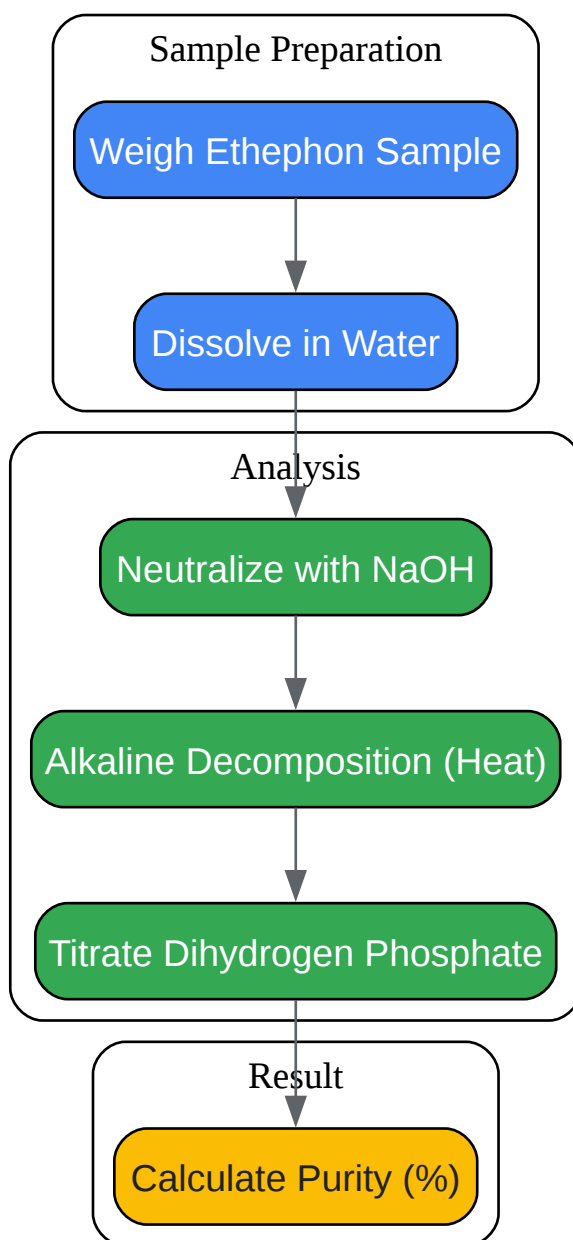 Sample Preparation
Weigh Ethephon Sample
Dissolve in Water
Analysis
Neutralize with NaOH
Alkaline Decomposition (Heat)
Titrate Dihydrogen Phosphate
Result
Calculate Purity (%)